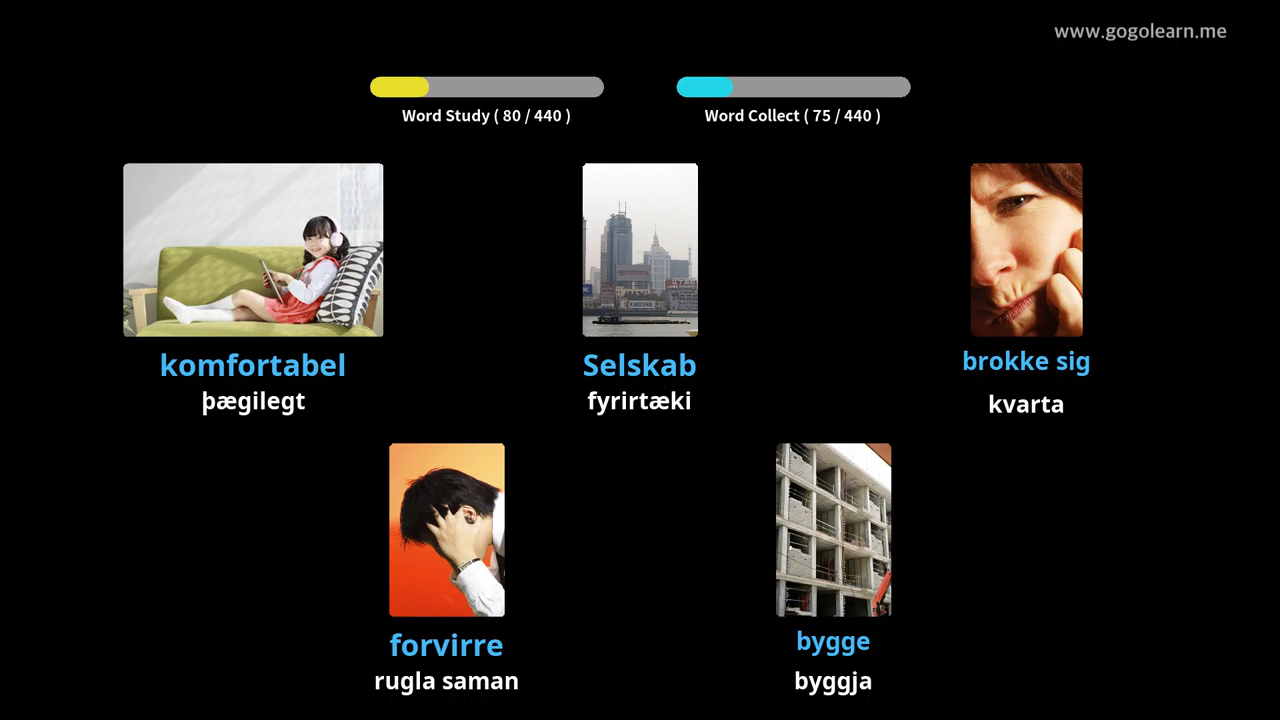 www.gogolearn.me
Word Study ( 80 / 440 )
Word Collect ( 75 / 440 )
komfortabel
þægilegt
Selskab
fyrirtæki
brokke sig
kvarta
forvirre
rugla saman
bygge
byggja